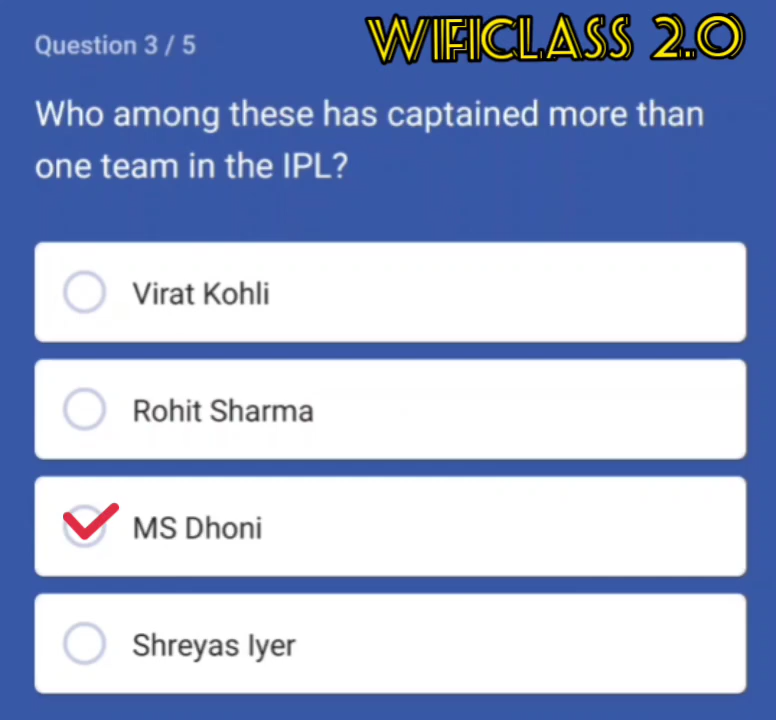 Question 3 / 5
WIFICLASS 2.0
Who among these has captained more than
one team in the IPL?
Virat Kohli
Rohit Sharma
MS Dhoni
Shreyas Iyer